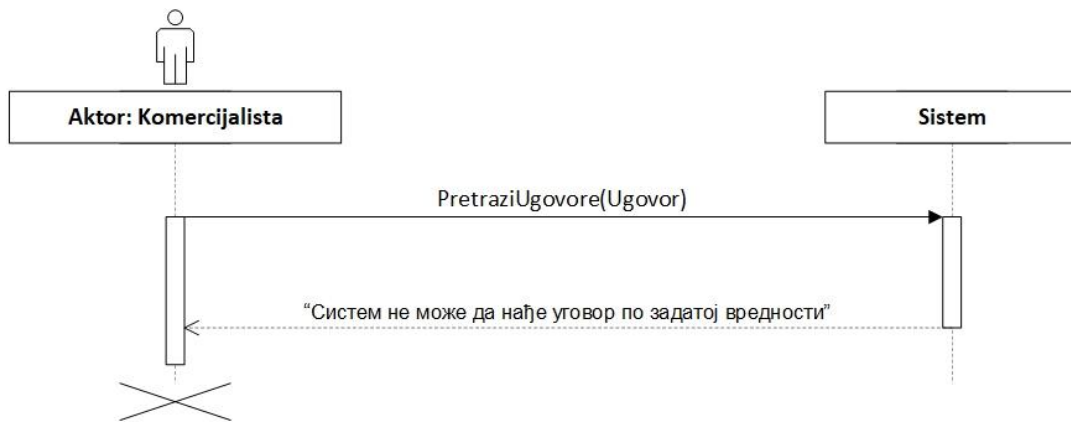 Aktor: Komercijalista
Sistem
PretraziUgovore(Ugovor)
“Систем не може да нађе уговор по задатој вредности”